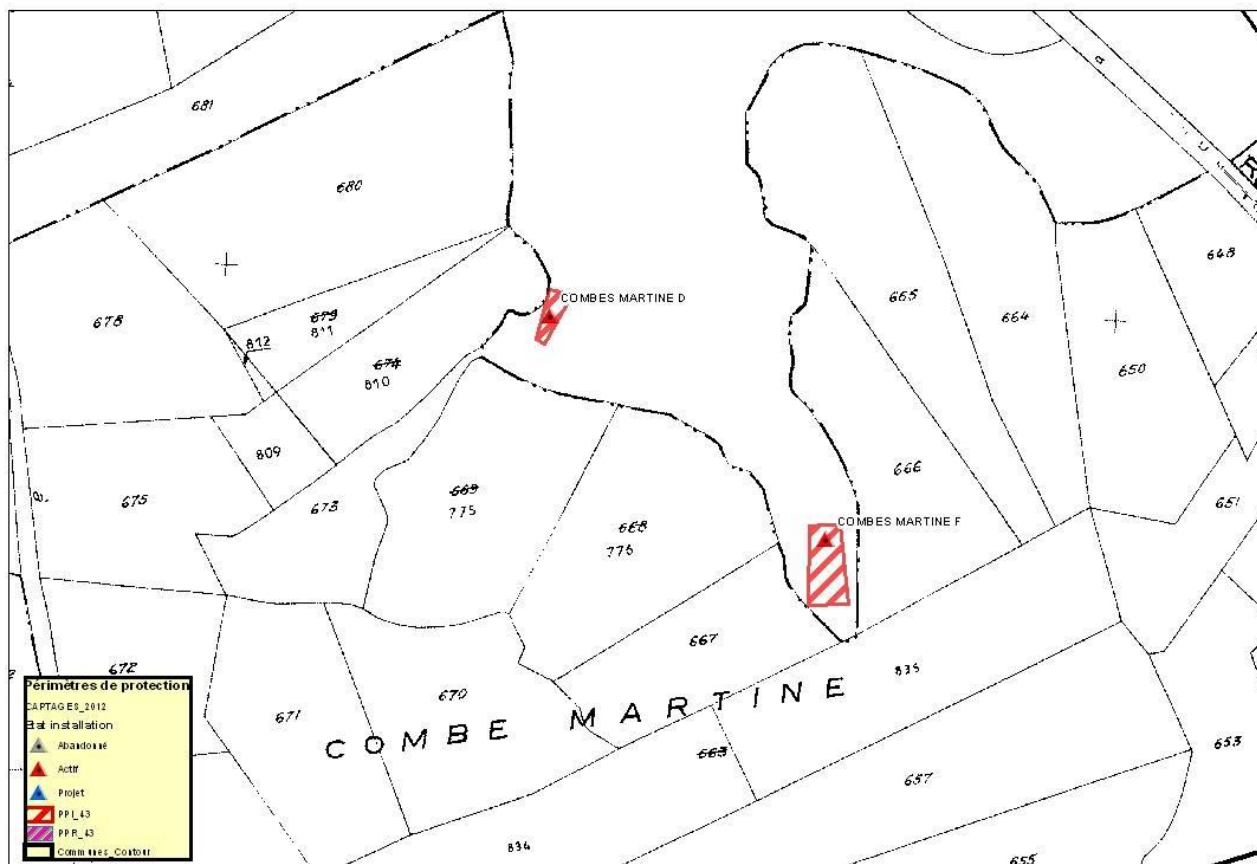 681
680
COMBES MARTINE D
678
679
811
812
674
810
665
664
648
650
809
675
673
669
775
668
776
666
651
COMBES MARTINE F
667
672
671
670
835
COMBE MARTINE
663
657
653
834
655
Périmètres de protection
CAPTAGES_2012
Etat installation
Abandonné
Actif
Projet
PPI_43
PPR_43
Communes_Contour